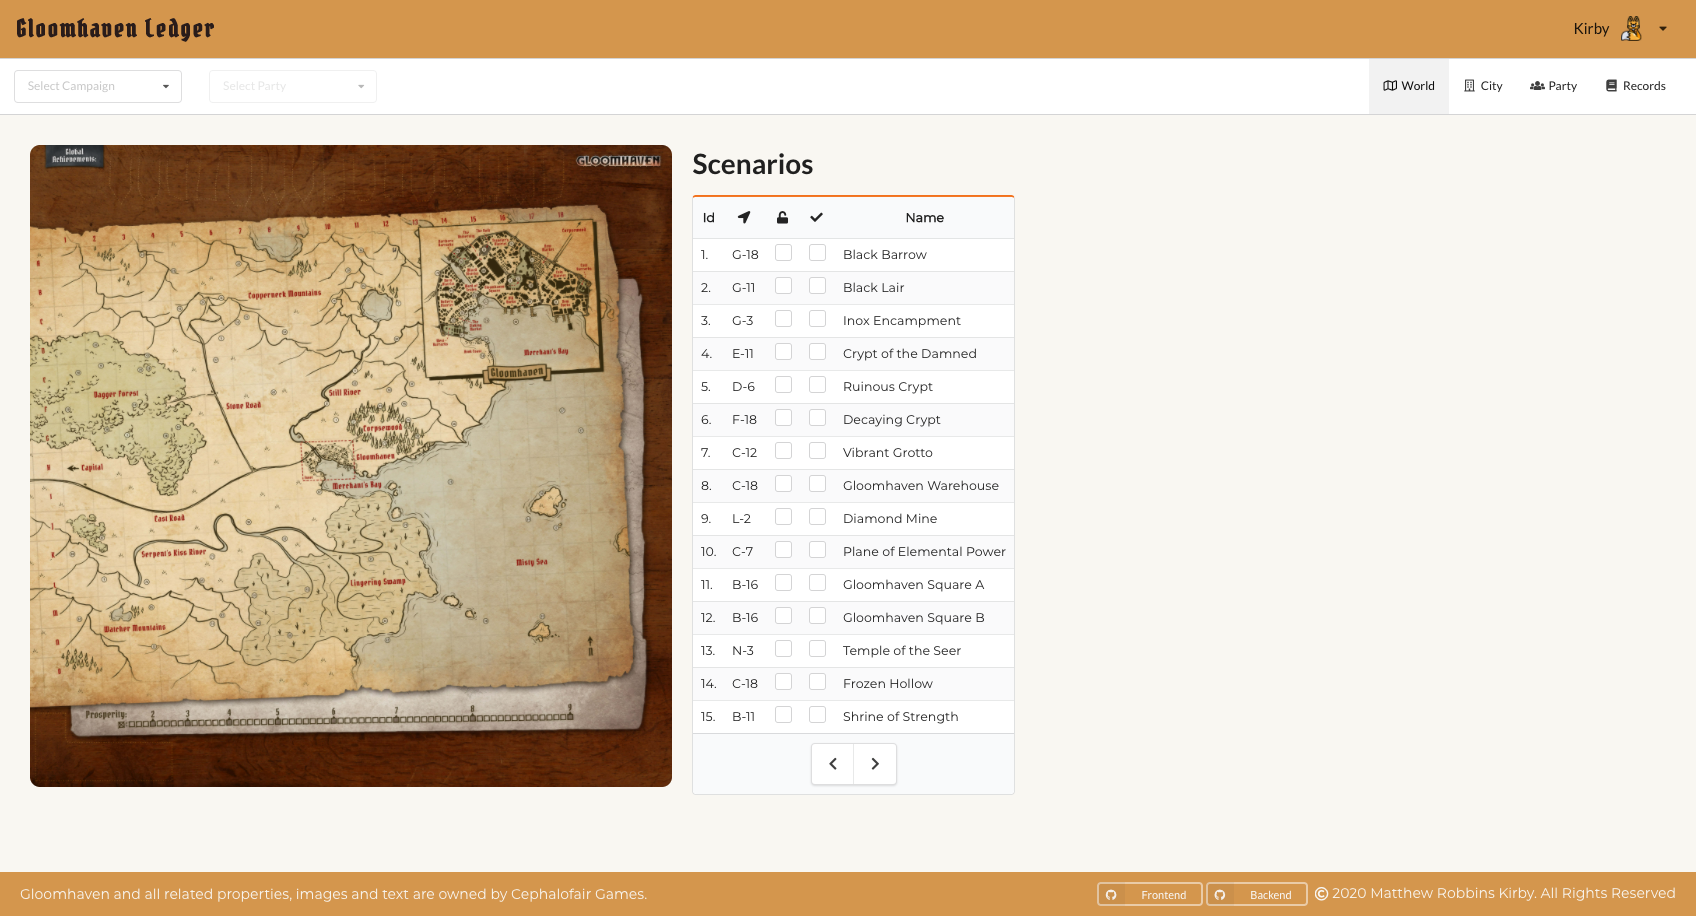 Gloomhaven Ledger
Kirby
Select Campaign
Select Party
World
City
Party
Records
Global
Achievements:
GLOOMHAVEN
Copperneck Mountains
Merchant's Bay
Gloomhaven
Dagger Forest
Still River
Stone Road
Corpsewood
Gloomhaven
Capital
Merchant's Bay
East Road
Serpent's Kiss River
Misty Sea
Lingering Swamp
Watcher Mountains
Prosperity: 2 3 4 5 6 7 8 9
Scenarios
Id Name
1. G-18 Black Barrow
2. G-11 Black Lair
3. G-3 Inox Encampment
4. E-11 Crypt of the Damned
5. D-6 Ruinous Crypt
6. F-18 Decaying Crypt
7. C-12 Vibrant Grotto
8. C-18 Gloomhaven Warehouse
9. L-2 Diamond Mine
10. C-7 Plane of Elemental Power
11. B-16 Gloomhaven Square A
12. B-16 Gloomhaven Square B
13. N-3 Temple of the Seer
14. C-18 Frozen Hollow
15. B-11 Shrine of Strength
Gloomhaven and all related properties, images and text are owned by Cephalofair Games.
Frontend
Backend
© 2020 Matthew Robbins Kirby. All Rights Reserved